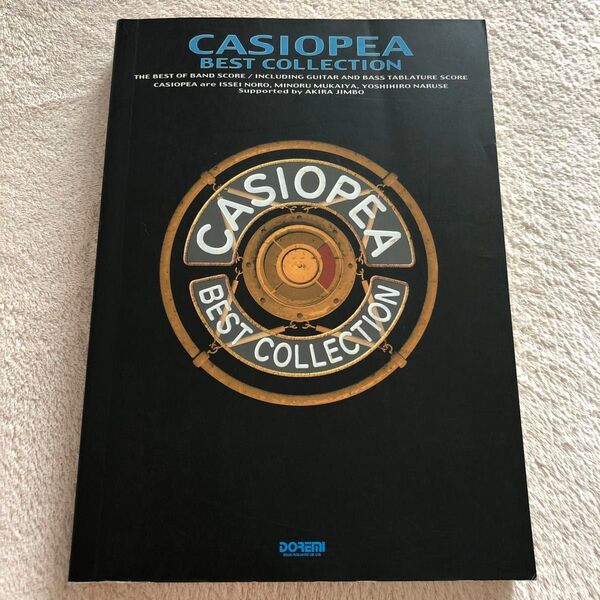 CASIOPEA
BEST COLLECTION
THE BEST OF BAND SCORE / INCLUDING GUITAR AND BASS TABLATURE SCORE
CASIOPEA are ISSEI NORO, MINORU MUKAIYA, YOSHIHIRO NARUSE
Supported by AKIRA JIMBO
CASIOPEA
BEST COLLECTION
DOREMI